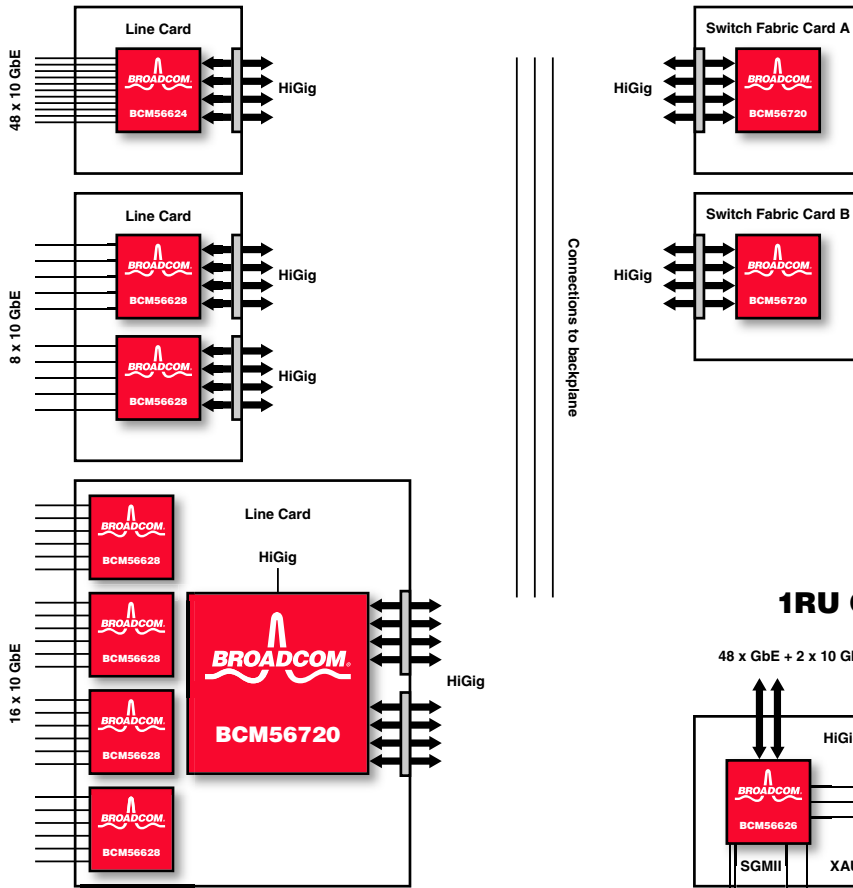 Line Card
48 x 10 GbE
BROADCOM.
BCM56624
HiGig
Line Card
8 x 10 GbE
BROADCOM.
BCM56628
HiGig
BROADCOM.
BCM56628
HiGig
Line Card
16 x 10 GbE
BROADCOM.
BCM56628
BROADCOM.
BCM56628
BROADCOM.
BCM56628
BROADCOM.
BCM56628
HiGig
BROADCOM®
BCM56720
HiGig
Connections to backplane
Switch Fabric Card A
HiGig
BROADCOM.
BCM56720
Switch Fabric Card B
HiGig
BROADCOM.
BCM56720
1RU
48 x GbE + 2 x 10 G
HiGi
BROADCOM.
BCM56626
SGMII
XAU